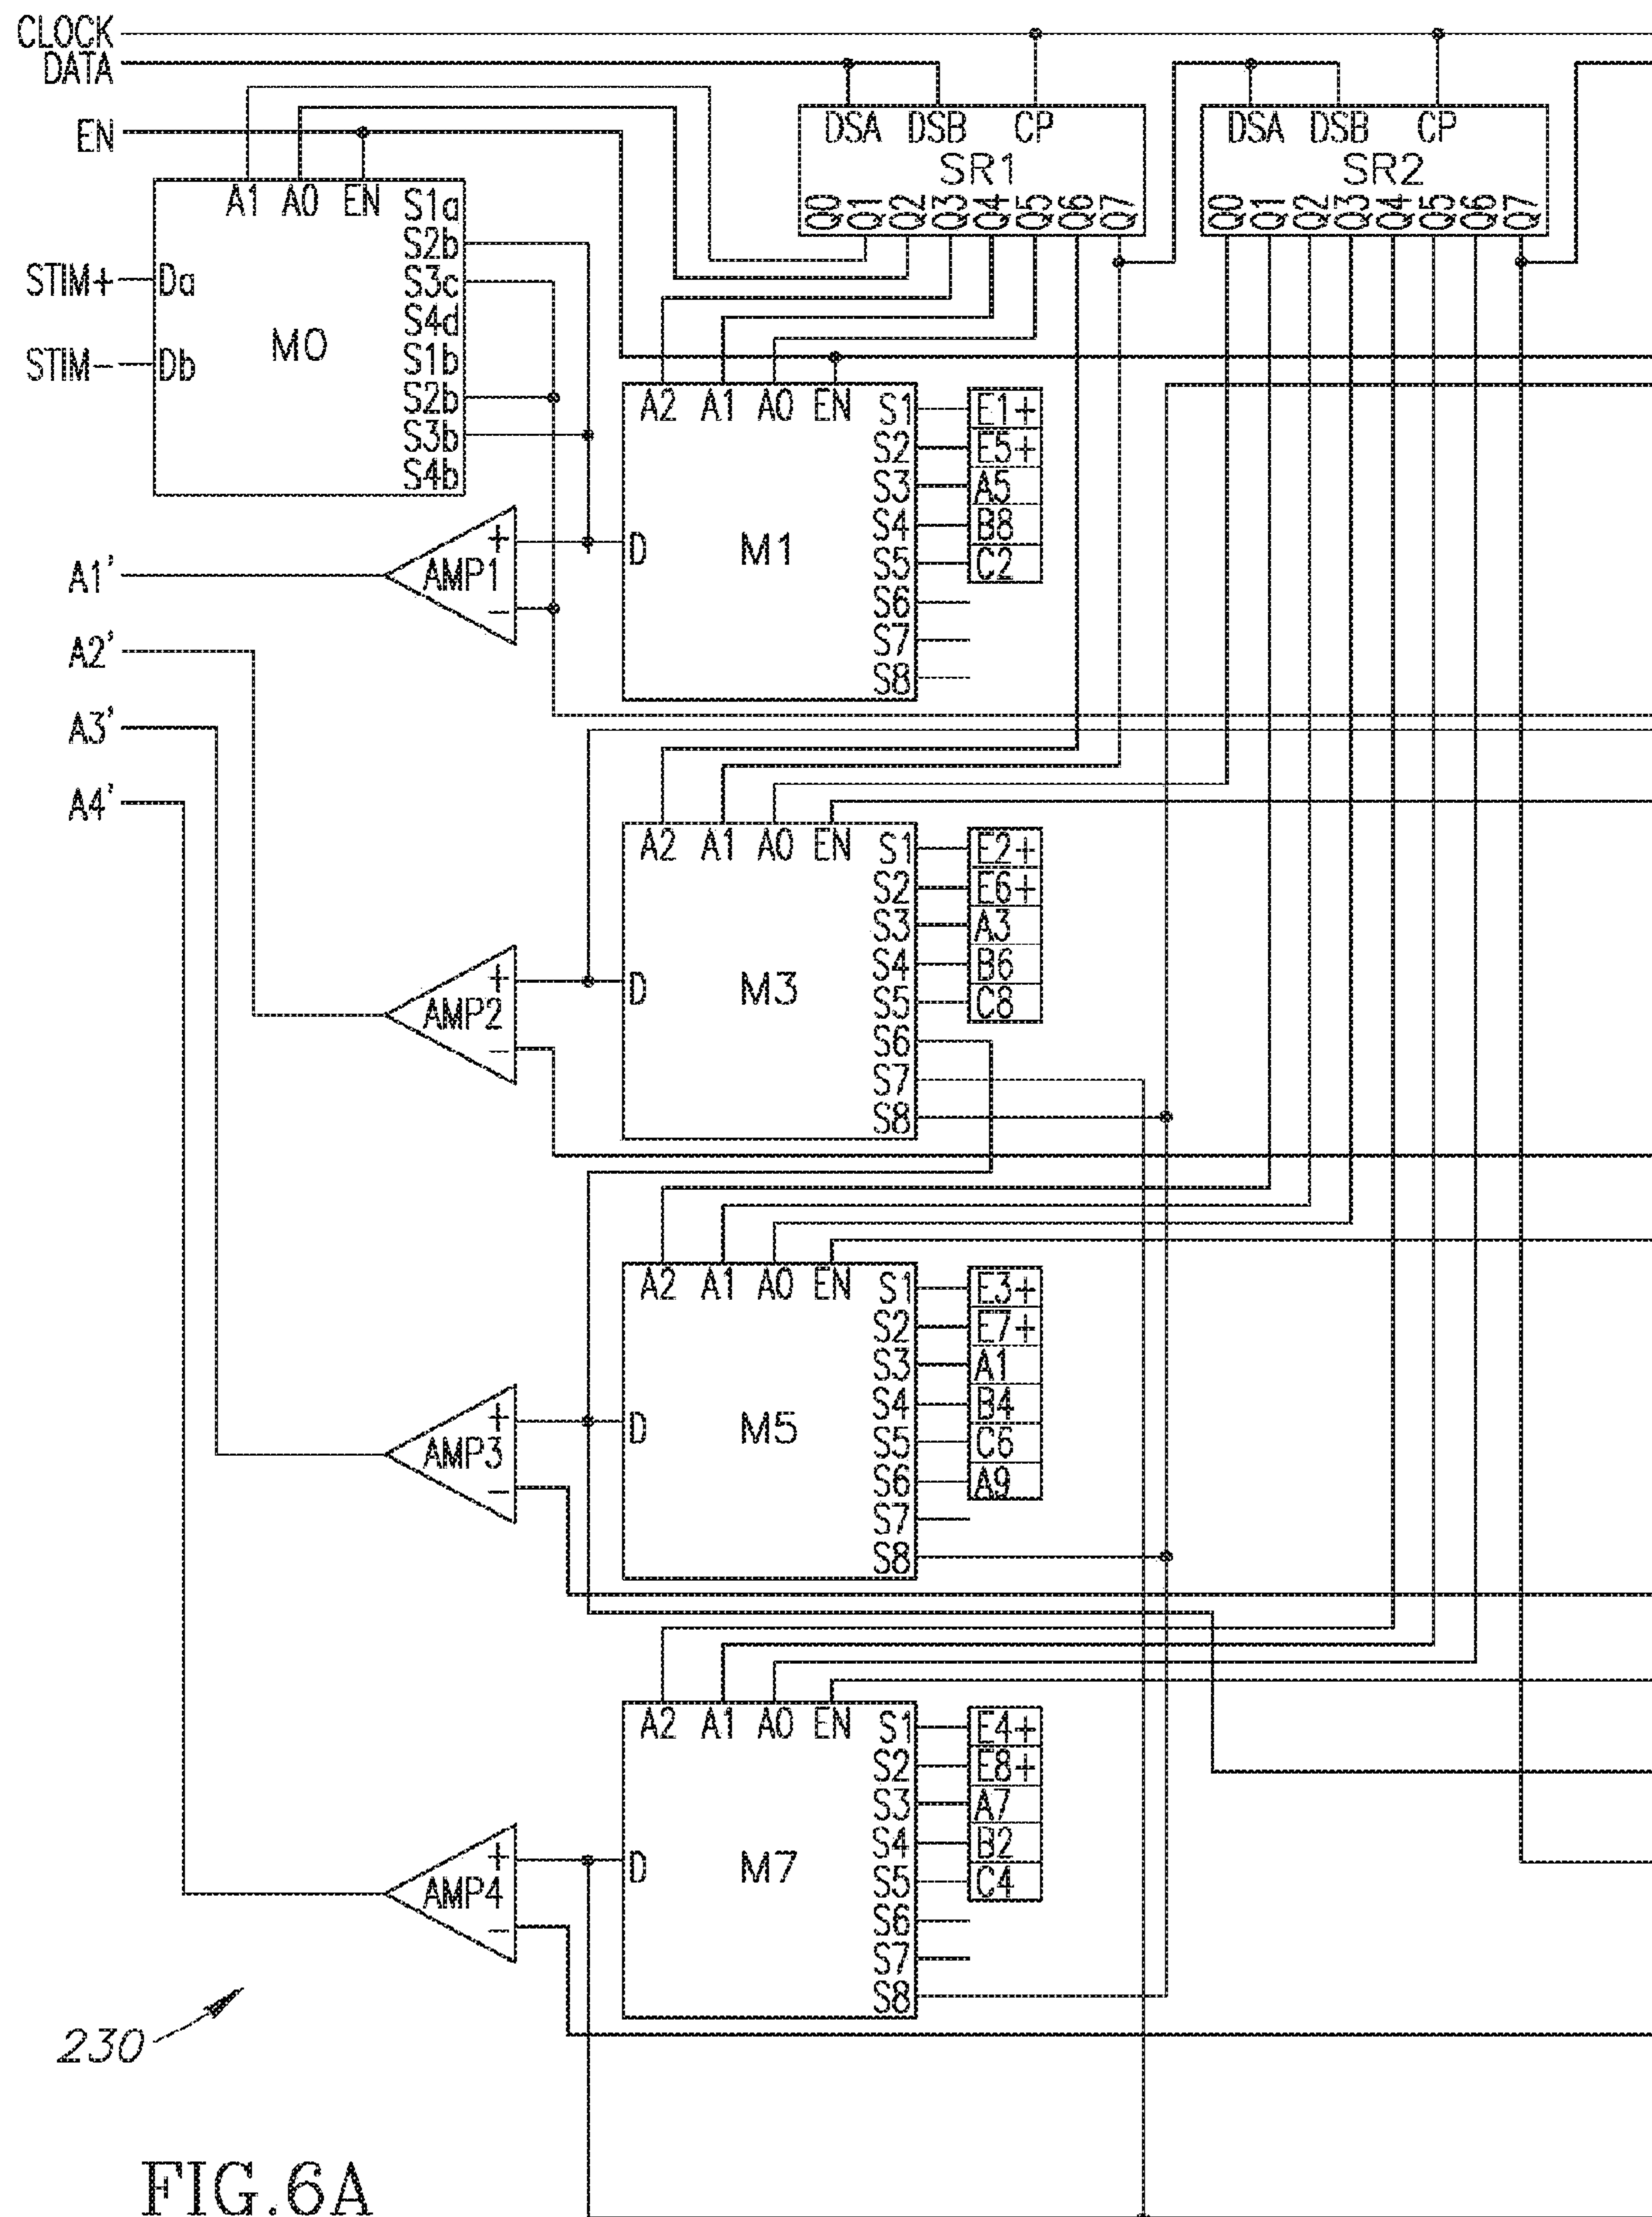 CLOCK
DATA
EN
DSA DSB CP
SR1
Q0 Q1 Q2 Q3 Q4 Q5 Q6 Q7
DSA DSB CP
SR2
Q0 Q1 Q2 Q3 Q4 Q5 Q6 Q7
A1 A0 EN
S1a
S2b
S3c
S4d
S1b
S2b
S3b
S4b
STIM+ Da
M0
STIM- Db
A2 A1 A0 EN
S1 E1+
S2 E5+
S3 A5
S4 B8
S5 C2
S6
S7
S8
D M1
+
AMP1
-
A1'
A2'
A3'
A4'
A2 A1 A0 EN
S1 E2+
S2 E6+
S3 A3
S4 B6
S5 C8
S6
S7
S8
D M3
+
AMP2
-
A2 A1 A0 EN
S1 E3+
S2 E7+
S3 A1
S4 B4
S5 C6
S6 A9
S7
S8
D M5
+
AMP3
-
A2 A1 A0 EN
S1 E4+
S2 E8+
S3 A7
S4 B2
S5 C4
S6
S7
S8
D M7
+
AMP4
-
230
FIG.6A